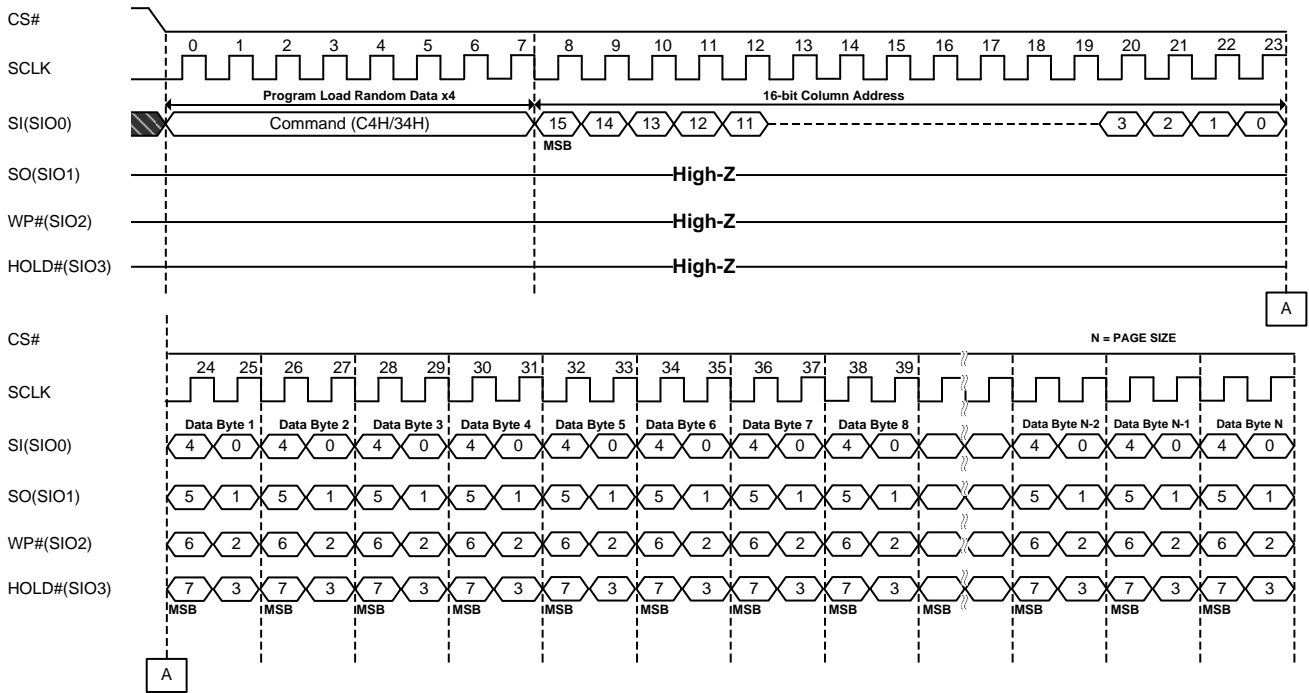 CS#
0 1 2 3 4 5 6 7 8 9 10 11 12 13 14 15 16 17 18 19 20 21 22 23
SCLK
Program Load Random Data x4 16-bit Column Address
SI(SIO0) Command (C4H/34H) 15 14 13 12 11 3 2 1 0
MSB
SO(SIO1) High-Z
WP#(SIO2) High-Z
HOLD#(SIO3) High-Z
A
CS# N = PAGE SIZE
24 25 26 27 28 29 30 31 32 33 34 35 36 37 38 39
SCLK
Data Byte 1 Data Byte 2 Data Byte 3 Data Byte 4 Data Byte 5 Data Byte 6 Data Byte 7 Data Byte 8 Data Byte N-2 Data Byte N-1 Data Byte N
SI(SIO0) 4 0 4 0 4 0 4 0 4 0 4 0 4 0 4 0 4 0 4 0 4 0
SO(SIO1) 5 1 5 1 5 1 5 1 5 1 5 1 5 1 5 1 5 1 5 1 5 1
WP#(SIO2) 6 2 6 2 6 2 6 2 6 2 6 2 6 2 6 2 6 2 6 2 6 2
HOLD#(SIO3) 7 3 7 3 7 3 7 3 7 3 7 3 7 3 7 3 7 3 7 3 7 3
MSB MSB MSB MSB MSB MSB MSB MSB MSB MSB MSB MSB
A